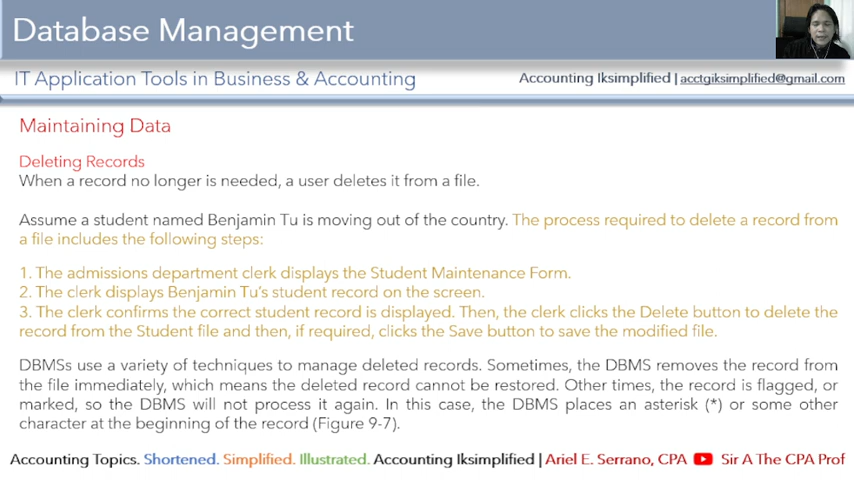 Database Management
IT Application Tools in Business & Accounting
Accounting Iksimplified | acctgiksimplified@gmail.com
Maintaining Data
Deleting Records
When a record no longer is needed, a user deletes it from a file.
Assume a student named Benjamin Tu is moving out of the country. The process required to delete a record from
a file includes the following steps:
1. The admissions department clerk displays the Student Maintenance Form.
2. The clerk displays Benjamin Tu's student record on the screen.
3. The clerk confirms the correct student record is displayed. Then, the clerk clicks the Delete button to delete the
record from the Student file and then, if required, clicks the Save button to save the modified file.
DBMSs use a variety of techniques to manage deleted records. Sometimes, the DBMS removes the record from
the file immediately, which means the deleted record cannot be restored. Other times, the record is flagged, or
marked, so the DBMS will not process it again. In this case, the DBMS places an asterisk (*) or some other
character at the beginning of the record (Figure 9-7).
Accounting Topics. Shortened. Simplified. Illustrated. Accounting Iksimplified | Ariel E. Serrano, CPA Sir A The CPA Prof